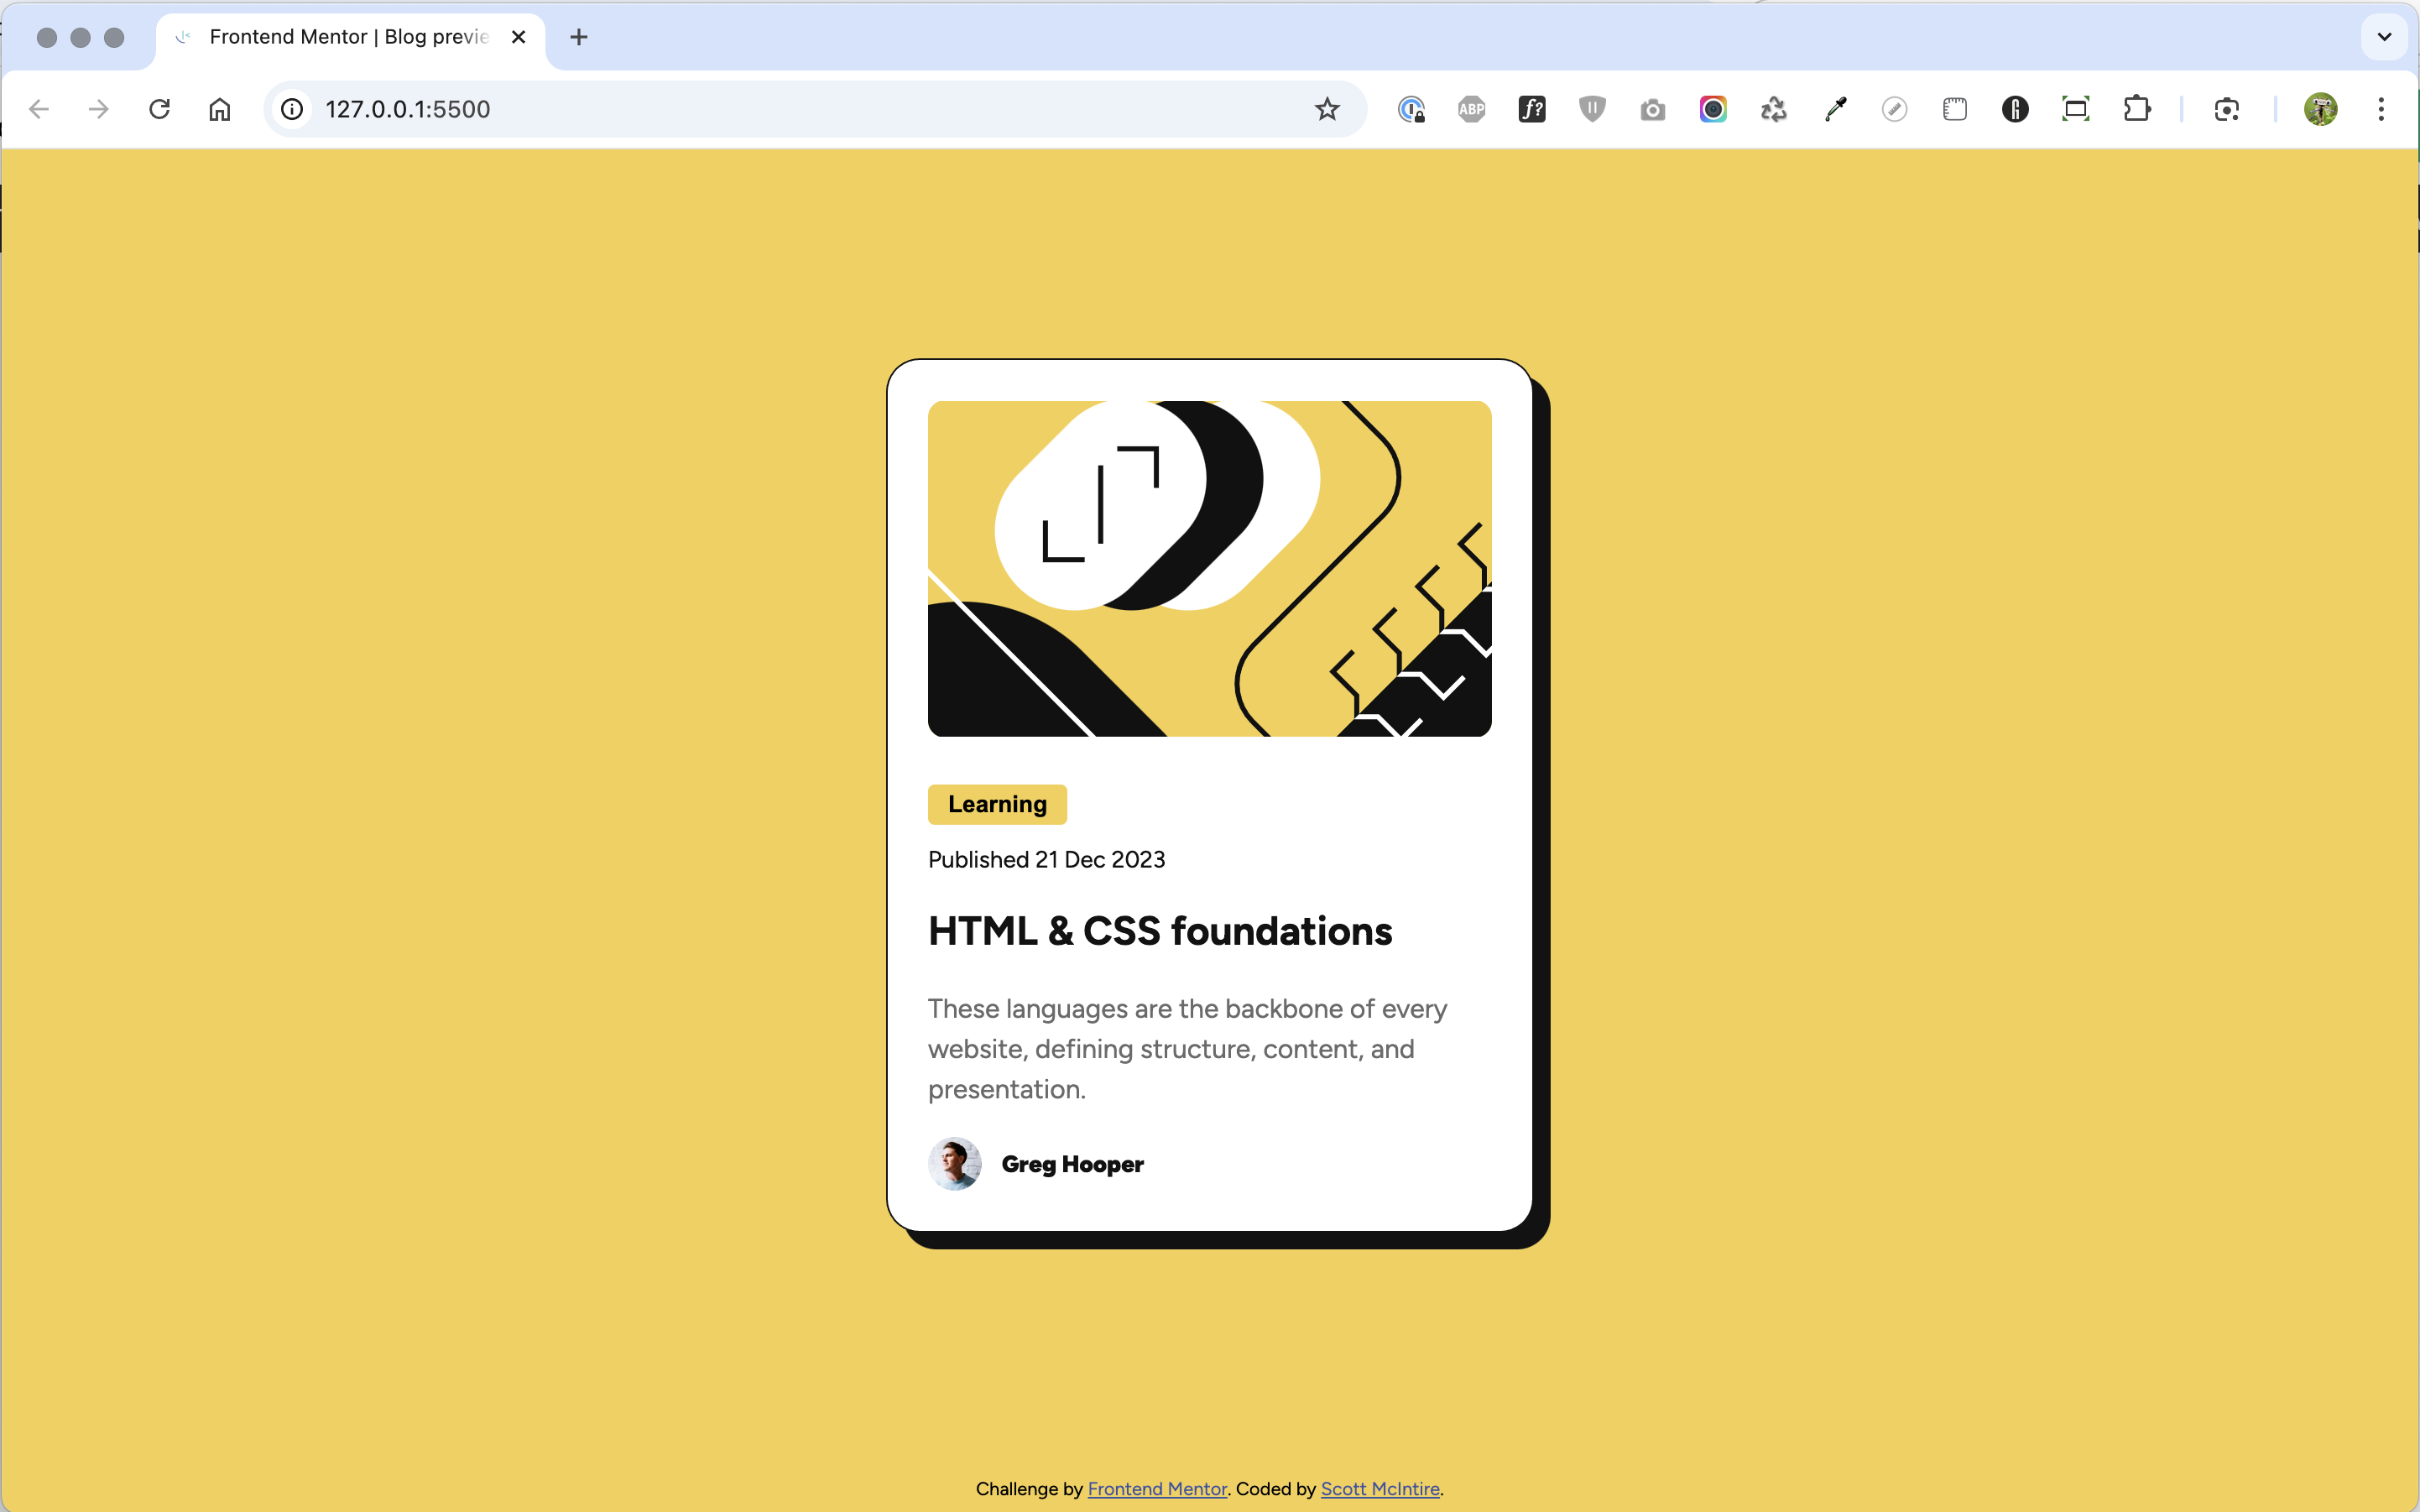 Frontend Mentor | Blog previe
127.0.0.1:5500
ABP
f?
Learning
Published 21 Dec 2023
HTML & CSS foundations
These languages are the backbone of every
website, defining structure, content, and
presentation.
Greg Hooper
Challenge by Frontend Mentor. Coded by Scott McIntire.